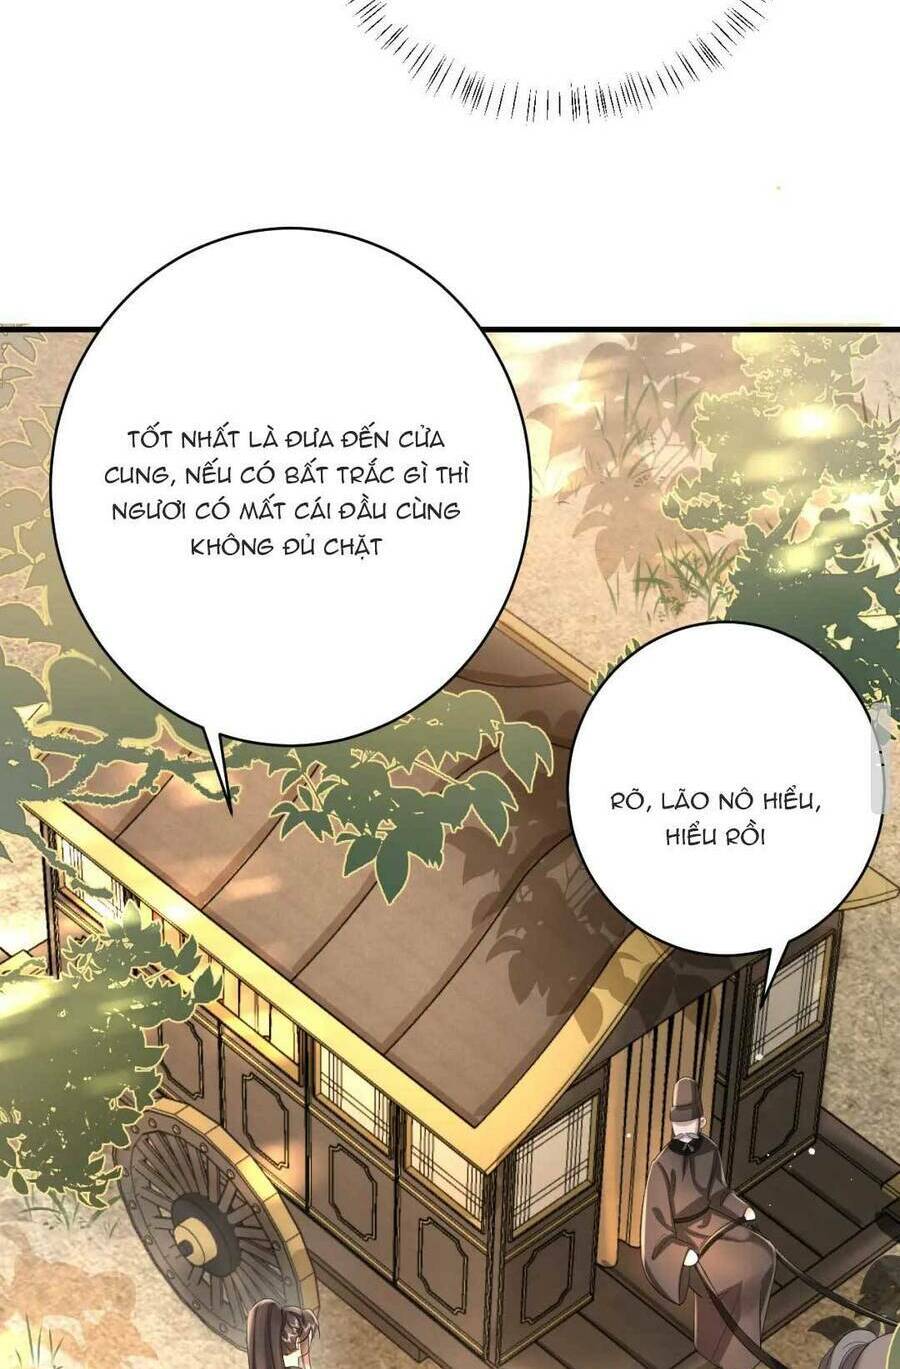 TỐT NHẤT LÀ ĐƯA ĐẾN CỬA
CUNG, NẾU CÓ BẤT TRẮC GÌ THÌ
NGƯƠI CÓ MẤT CÁI ĐẦU CŨNG
KHÔNG ĐỦ CHẶT
RÕ, LÃO NÔ HIỂU,
HIỂU RỒI